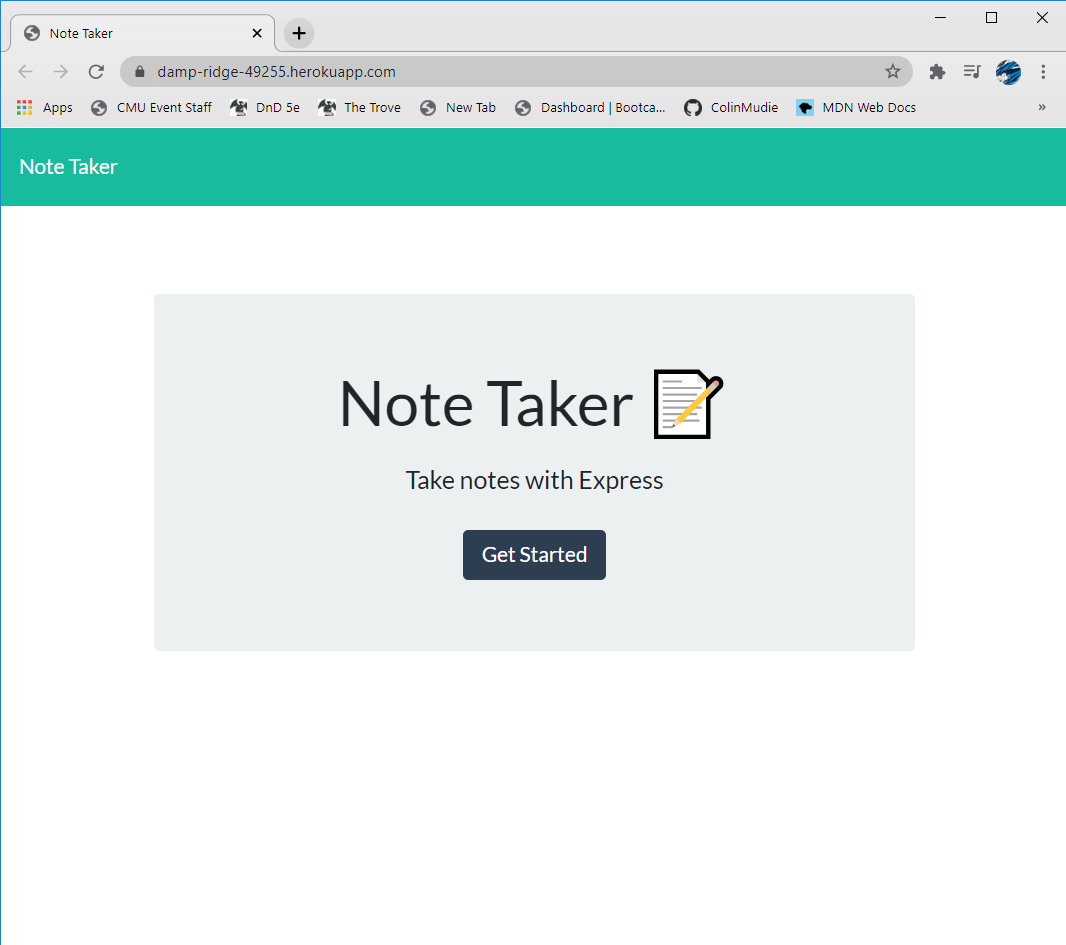 Note Taker
damp-ridge-49255.herokuapp.com
Apps CMU Event Staff DnD 5e The Trove New Tab Dashboard | Bootca... ColinMudie MDN Web Docs »
Note Taker
Note Taker
Take notes with Express
Get Started